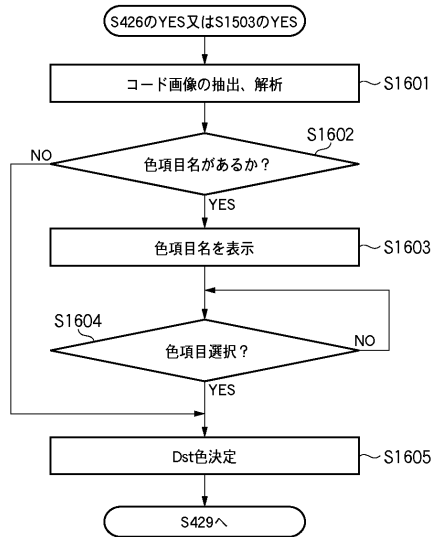 S426のYES又はS1503のYES
コード画像の抽出、解析
S1601
S1602
色項目名があるか？
NO
YES
色項目名を表示
S1603
S1604
色項目選択？
NO
YES
Dst色決定
S1605
S429へ